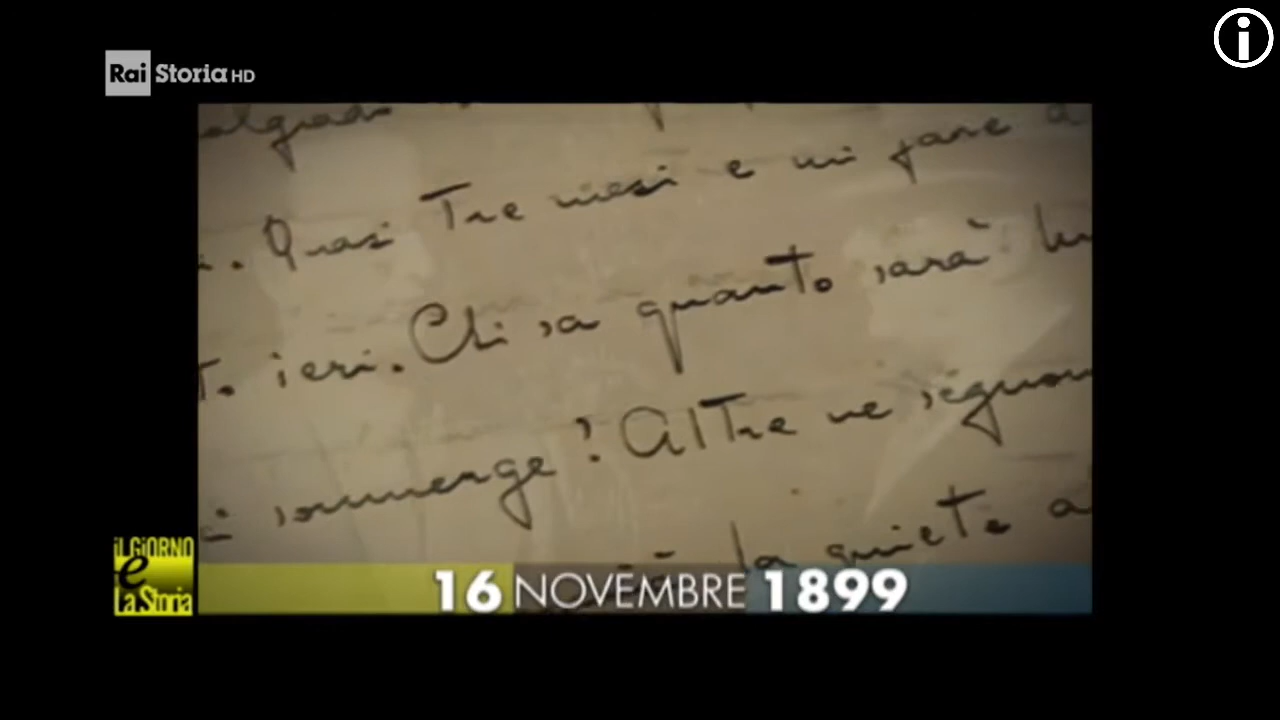 Rai Storia HD
i
. Quasi Tre mesi e mi pare
. ieri. Chi sa quanto sarà
sommerge! Altre ne seguon
la quiete a
iL GiORNO
e
La Storia
16 NOVEMBRE 1899